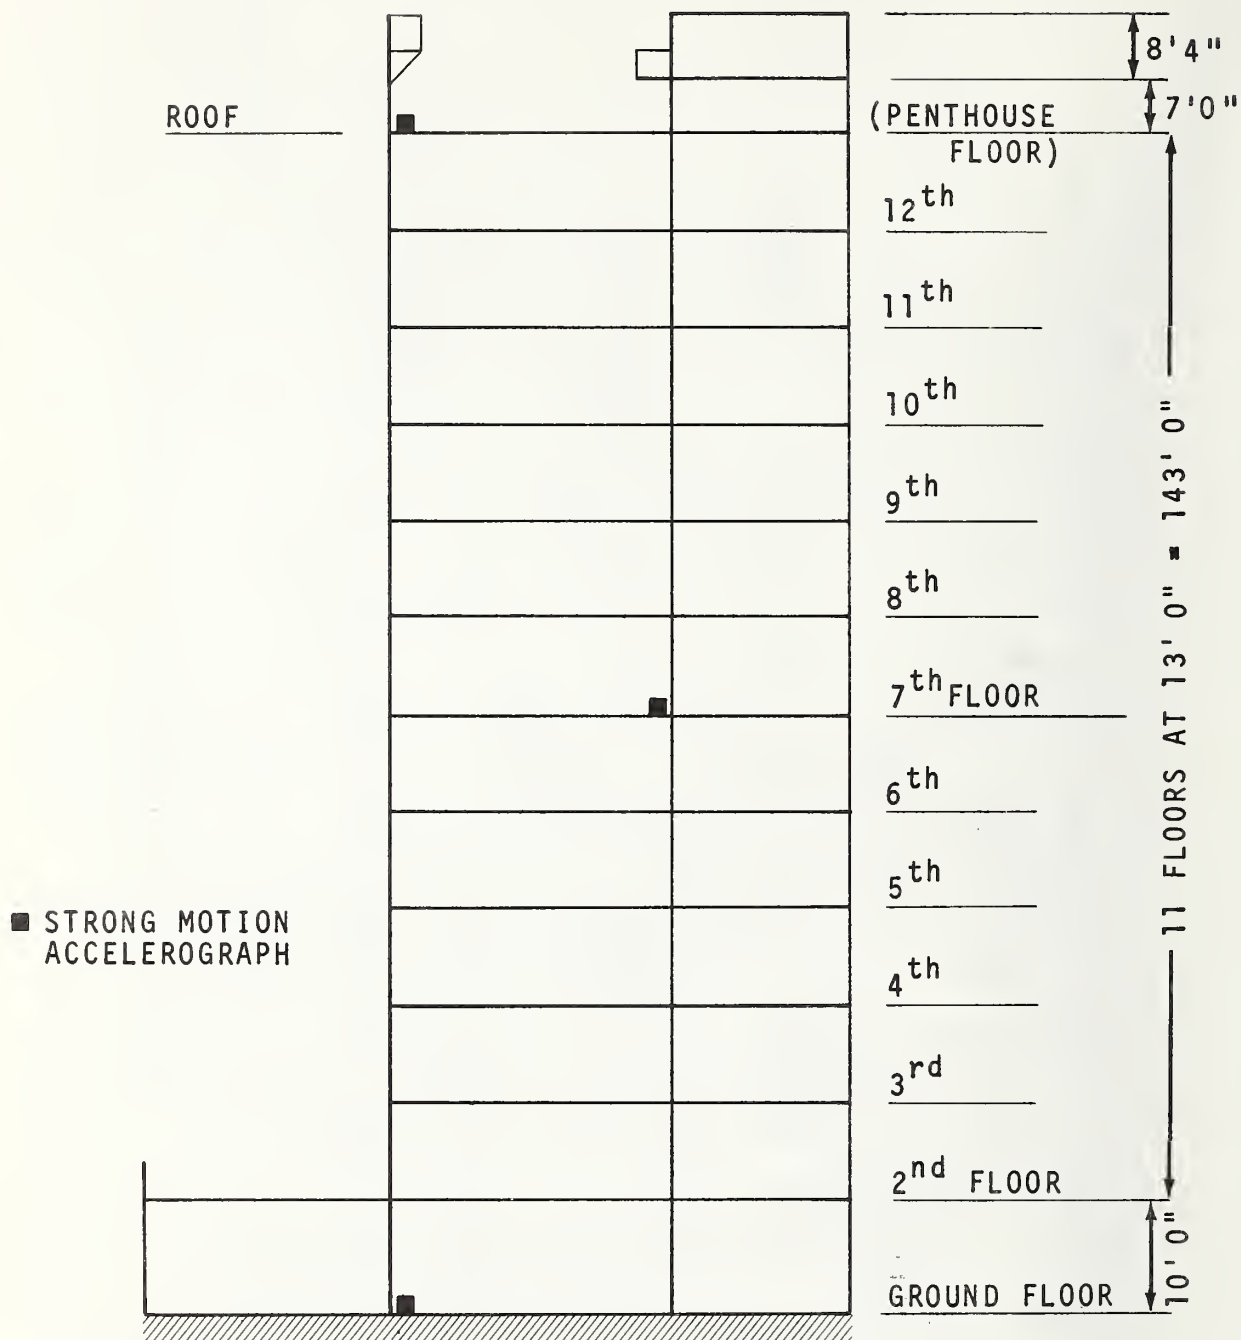 8'4"
7'0"
ROOF
(PENTHOUSE
FLOOR)
12th
11th
10th
9th
8th
7th FLOOR
6th
5th
4th
3rd
2nd FLOOR
GROUND FLOOR
11 FLOORS AT 13' 0" = 143' 0"
10' 0"
■ STRONG MOTION
ACCELEROGRAPH